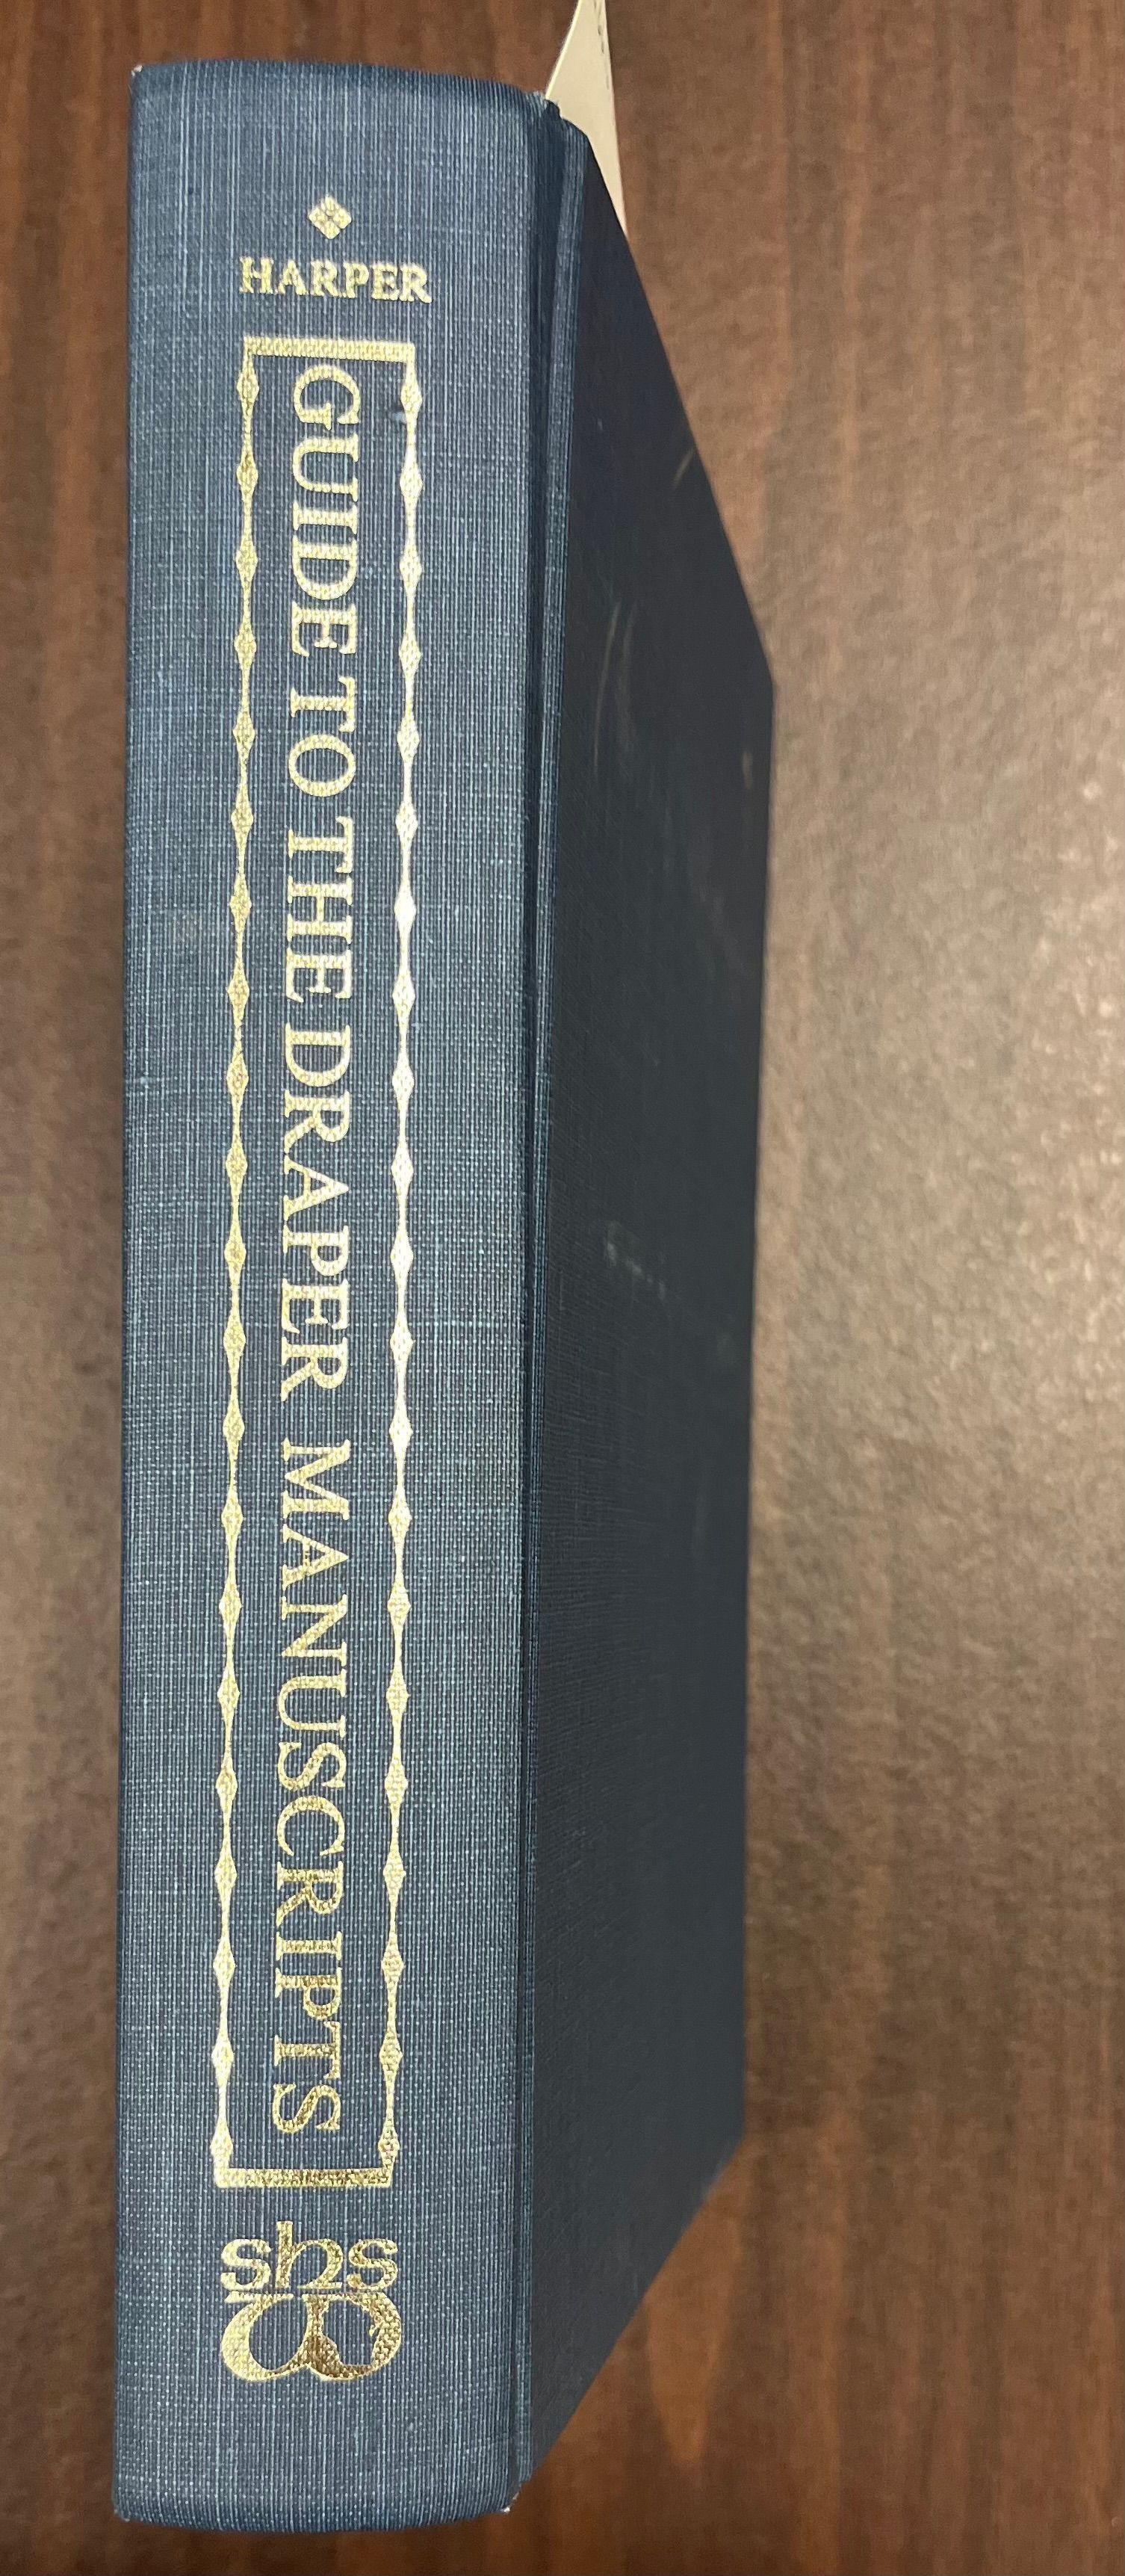 HARPER
GUIDE TO THE DRAPER MANUSCRIPTS
shs
W